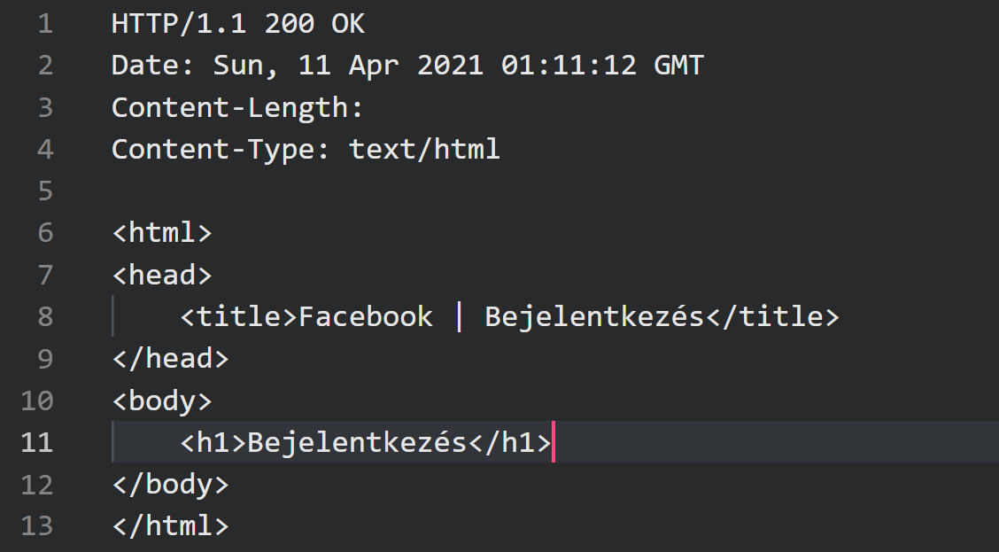 1 HTTP/1.1 200 OK
2 Date: Sun, 11 Apr 2021 01:11:12 GMT
3 Content-Length:
4 Content-Type: text/html
5
6 <html>
7 <head>
8     <title>Facebook | Bejelentkezés</title>
9 </head>
10 <body>
11     <h1>Bejelentkezés</h1>
12 </body>
13 </html>